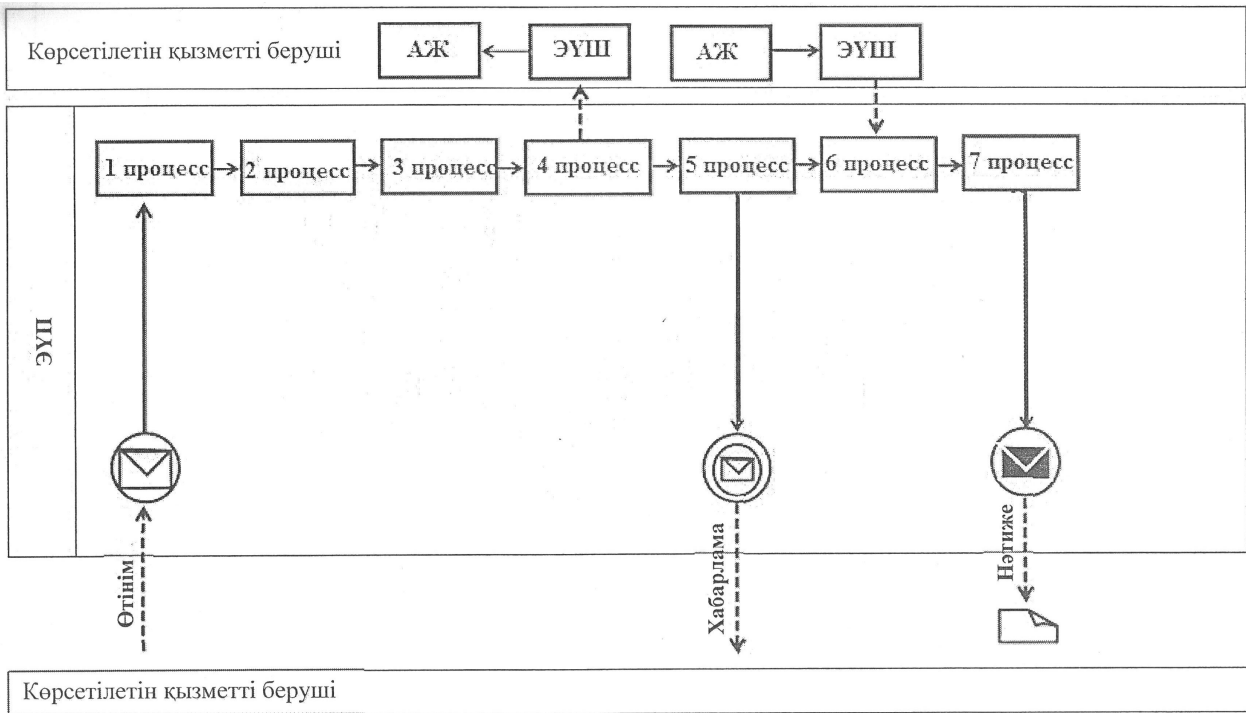 Көрсетілетін қызметті беруші
АЖ
ЭҮШ
АЖ
ЭҮШ
ЭҮП
1 процесс
2 процесс
3 процесс
4 процесс
5 процесс
6 процесс
7 процесс
Өтінім
Хабарлама
Нәтиже
Көрсетілетін қызметті беруші